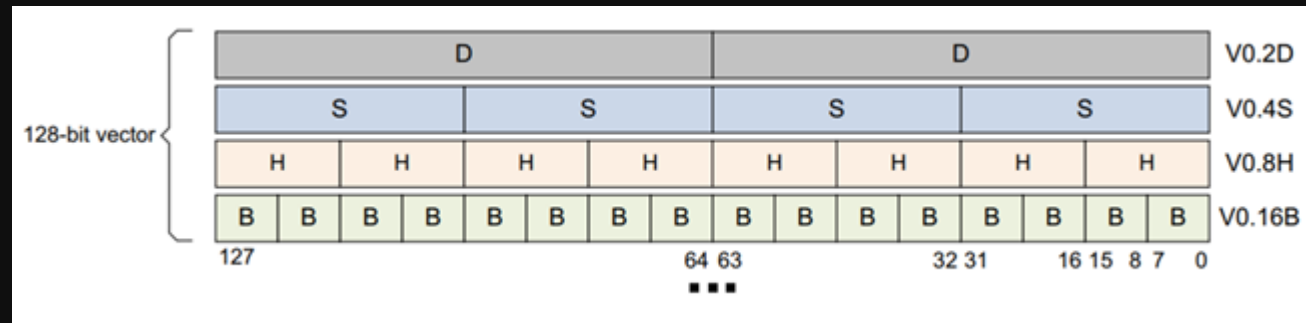 D D V0.2D
S S S S V0.4S
128-bit vector
H H H H H H H H V0.8H
B B B B B B B B B B B B B B B B V0.16B
127 64 63 32 31 16 15 8 7 0